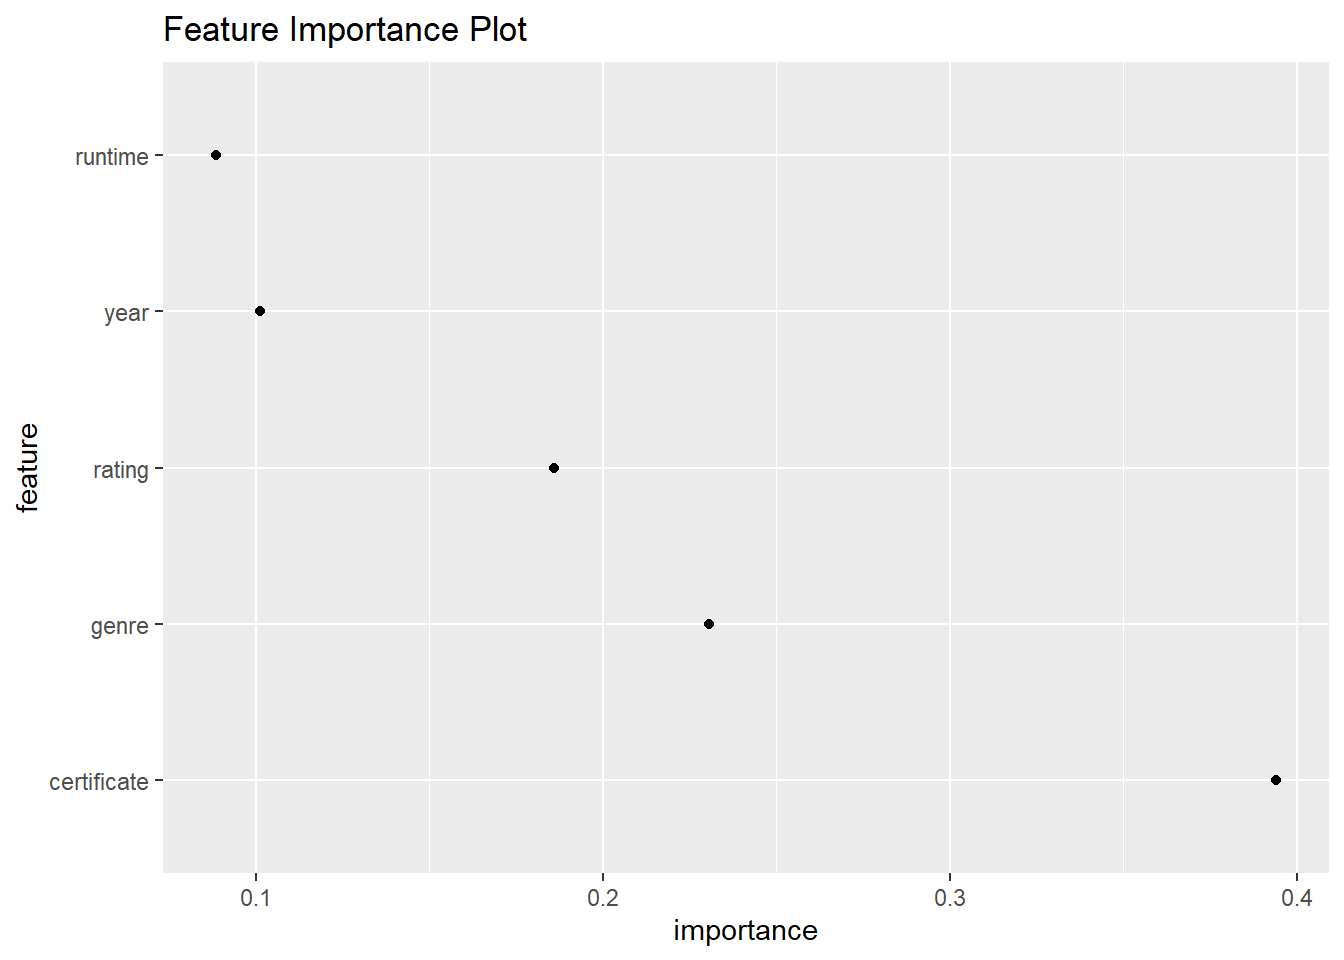 Feature Importance Plot
runtime
year
rating
genre
certificate
feature
0.1 0.2 0.3 0.4
importance